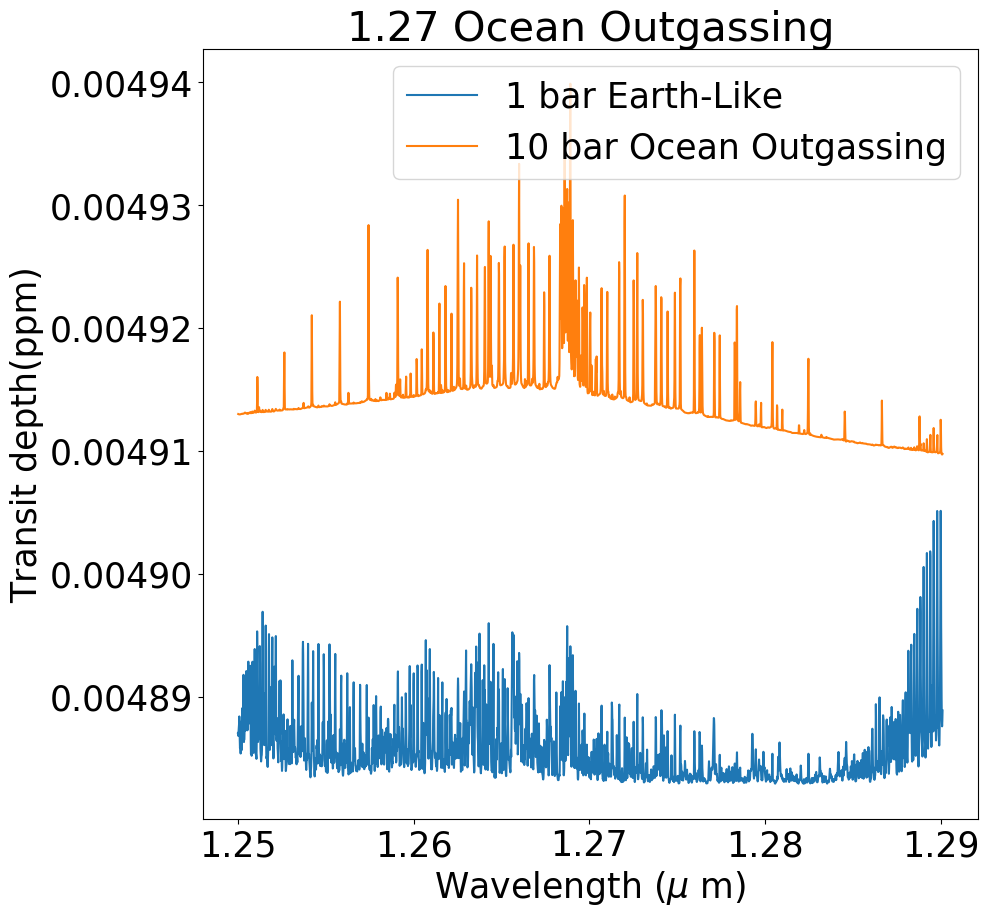 1.27 Ocean Outgassing
1 bar Earth-Like
10 bar Ocean Outgassing
Transit depth(ppm)
0.00494
0.00493
0.00492
0.00491
0.00490
0.00489
1.25 1.26 1.27 1.28 1.29
Wavelength (μ m)